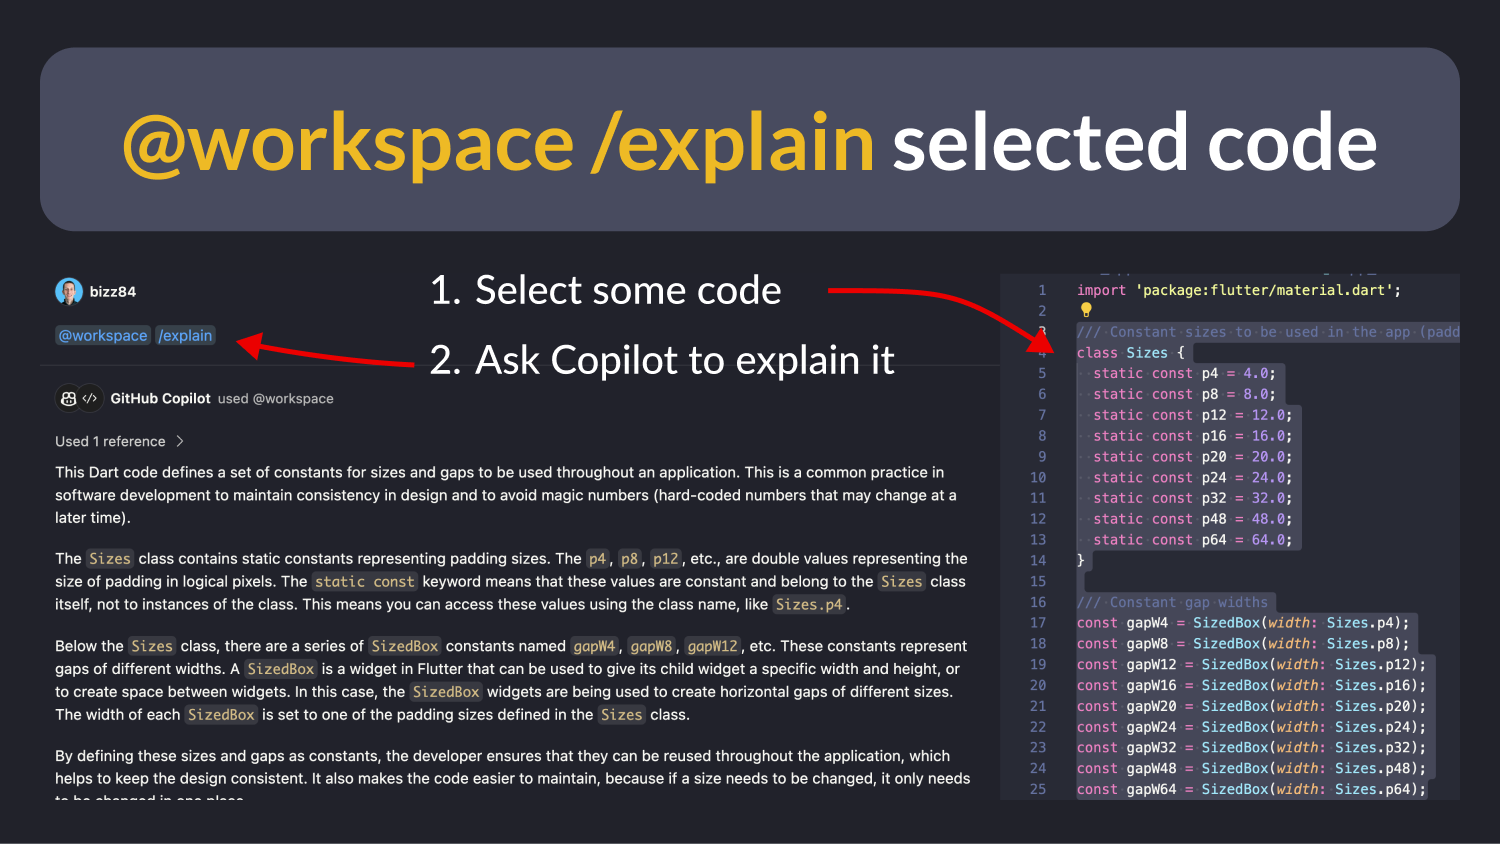 @workspace /explain selected code
1. Select some code
2. Ask Copilot to explain it
bizz84
@workspace /explain
GitHub Copilot used @workspace
Used 1 reference
This Dart code defines a set of constants for sizes and gaps to be used throughout an application. This is a common practice in
software development to maintain consistency in design and to avoid magic numbers (hard-coded numbers that may change at a
later time).
The Sizes class contains static constants representing padding sizes. The p4, p8, p12, etc., are double values representing the
size of padding in logical pixels. The static const keyword means that these values are constant and belong to the Sizes class
itself, not to instances of the class. This means you can access these values using the class name, like Sizes.p4.
Below the Sizes class, there are a series of SizedBox constants named gapW4, gapW8, gapW12, etc. These constants represent
gaps of different widths. A SizedBox is a widget in Flutter that can be used to give its child widget a specific width and height, or
to create space between widgets. In this case, the SizedBox widgets are being used to create horizontal gaps of different sizes.
The width of each SizedBox is set to one of the padding sizes defined in the Sizes class.
By defining these sizes and gaps as constants, the developer ensures that they can be reused throughout the application, which
helps to keep the design consistent. It also makes the code easier to maintain, because if a size needs to be changed, it only needs
to be changed in one place.
1 import 'package:flutter/material.dart';
2
3 /// Constant sizes to be used in the app (padd
4 class Sizes {
5 static const p4 = 4.0;
6 static const p8 = 8.0;
7 static const p12 = 12.0;
8 static const p16 = 16.0;
9 static const p20 = 20.0;
10 static const p24 = 24.0;
11 static const p32 = 32.0;
12 static const p48 = 48.0;
13 static const p64 = 64.0;
14 }
15
16 /// Constant gap widths
17 const gapW4 = SizedBox(width: Sizes.p4);
18 const gapW8 = SizedBox(width: Sizes.p8);
19 const gapW12 = SizedBox(width: Sizes.p12);
20 const gapW16 = SizedBox(width: Sizes.p16);
21 const gapW20 = SizedBox(width: Sizes.p20);
22 const gapW24 = SizedBox(width: Sizes.p24);
23 const gapW32 = SizedBox(width: Sizes.p32);
24 const gapW48 = SizedBox(width: Sizes.p48);
25 const gapW64 = SizedBox(width: Sizes.p64);